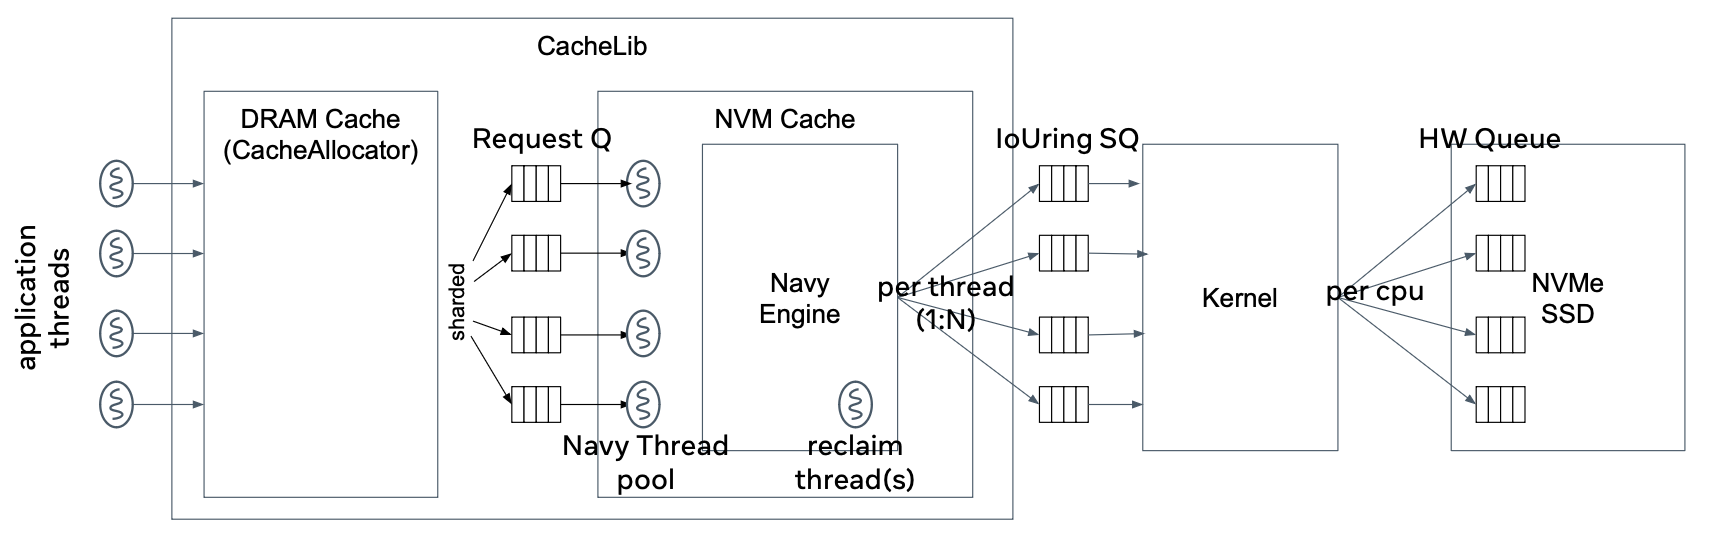 CacheLib
DRAM Cache
(CacheAllocator)
NVM Cache
Request Q
IoUring SQ
HW Queue
application
threads
sharded
Navy
Engine
per thread
(1:N)
Kernel
per cpu
NVMe
SSD
Navy Thread
pool
reclaim
thread(s)